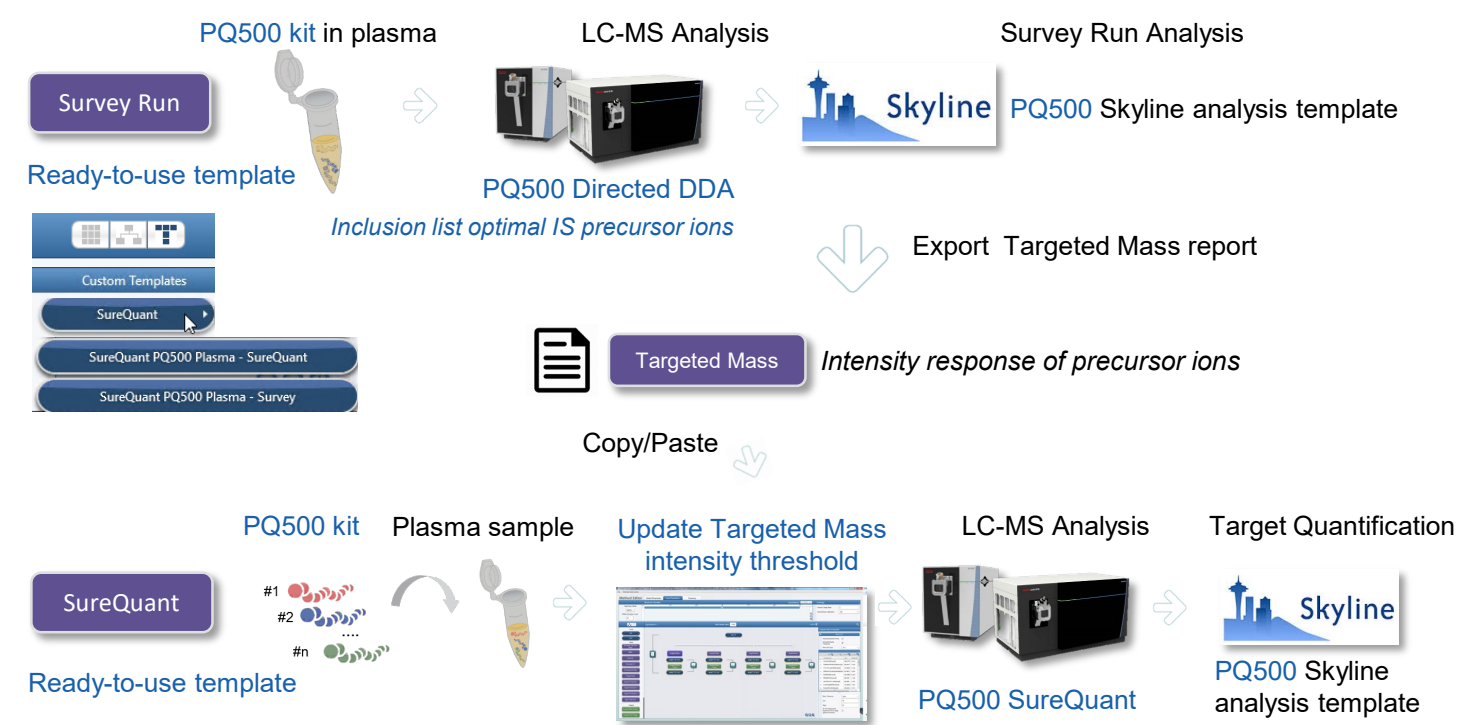 PQ500 kit in plasma
LC-MS Analysis
Survey Run Analysis
Survey Run
Skyline
PQ500 Skyline analysis template
Ready-to-use template
PQ500 Directed DDA
Inclusion list optimal IS precursor ions
Export Targeted Mass report
Custom Templates
SureQuant
SureQuant PQ500 Plasma - SureQuant
SureQuant PQ500 Plasma - Survey
Targeted Mass
Intensity response of precursor ions
Copy/Paste
PQ500 kit
Plasma sample
Update Targeted Mass
intensity threshold
LC-MS Analysis
Target Quantification
SureQuant
#1
#2
....
#n
Skyline
Ready-to-use template
PQ500 SureQuant
PQ500 Skyline
analysis template